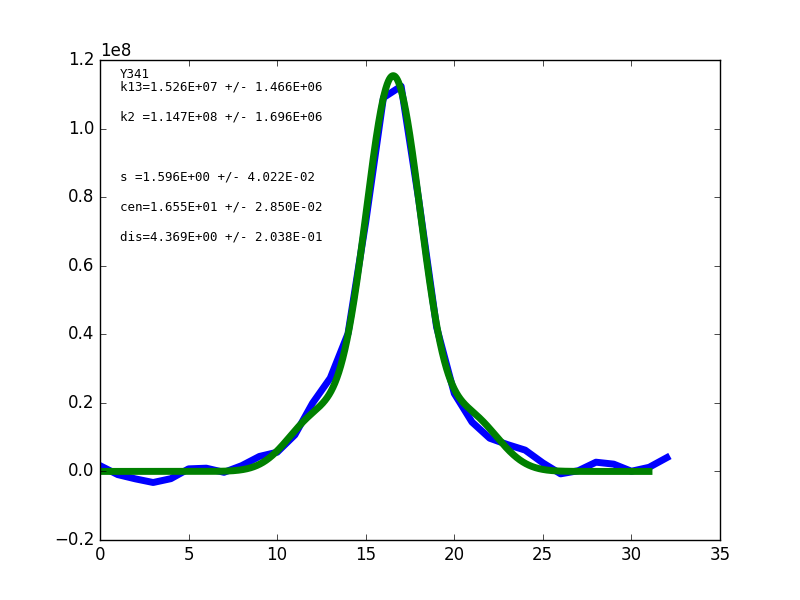 1e8
Y341
k13=1.526E+07 +/- 1.466E+06
k2 =1.147E+08 +/- 1.696E+06
s =1.596E+00 +/- 4.022E-02
cen=1.655E+01 +/- 2.850E-02
dis=4.369E+00 +/- 2.038E-01
1.2
1.0
0.8
0.6
0.4
0.2
0.0
−0.2
0 5 10 15 20 25 30 35